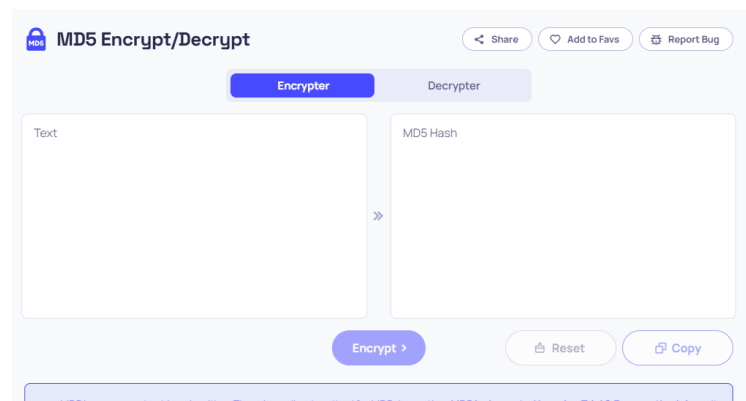 MD5 MD5 Encrypt/Decrypt Share Add to Favs Report Bug
Encrypter Decrypter
Text MD5 Hash
Encrypt Reset Copy